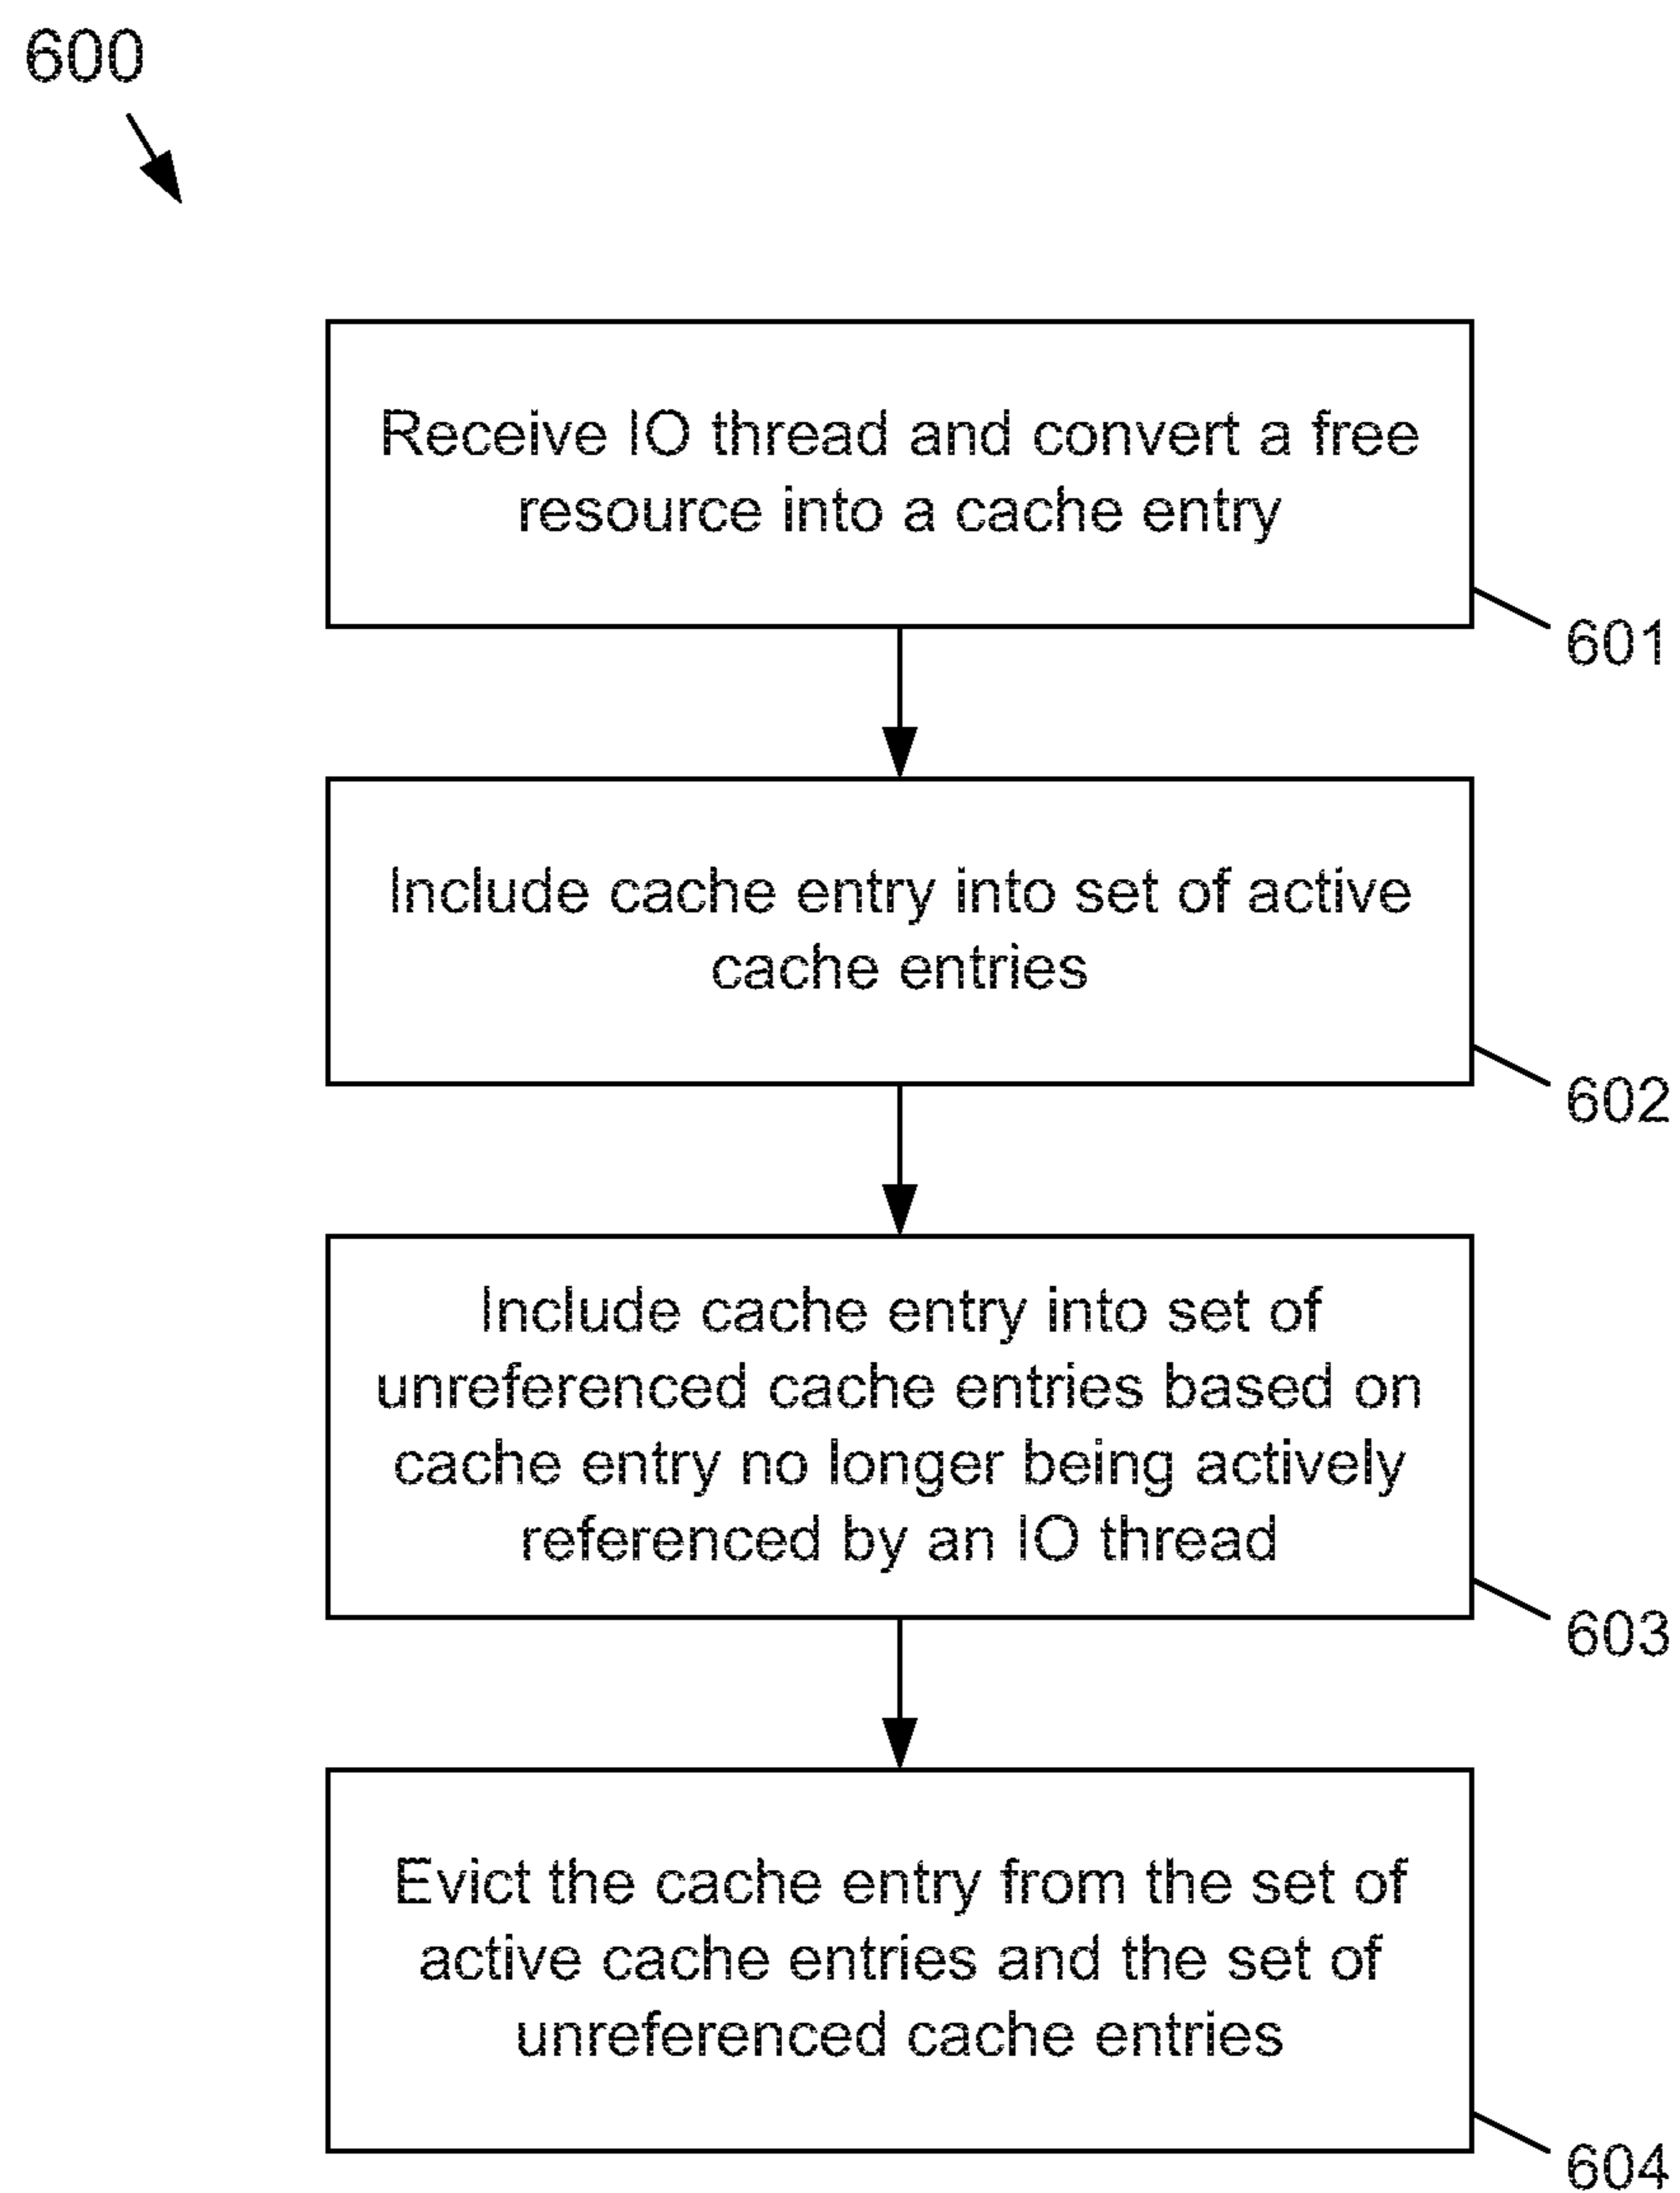 600
Receive IO thread and convert a free
resource into a cache entry
601
Include cache entry into set of active
cache entries
602
Include cache entry into set of
unreferenced cache entries based on
cache entry no longer being actively
referenced by an IO thread
603
Evict the cache entry from the set of
active cache entries and the set of
unreferenced cache entries
604